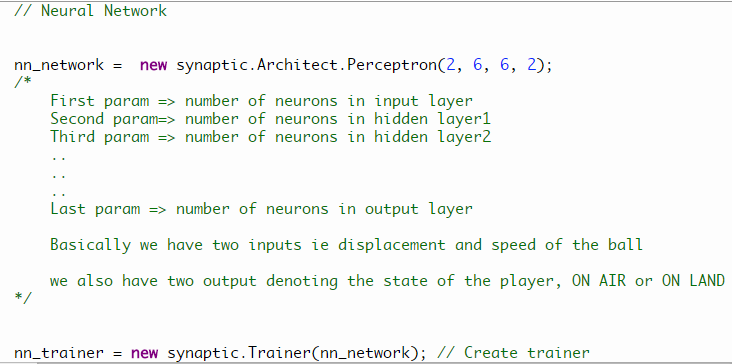 // Neural Network
nn_network =  new synaptic.Architect.Perceptron(2, 6, 6, 2);
/*
First param => number of neurons in input layer
Second param=> number of neurons in hidden layer1
Third param => number of neurons in hidden layer2
..
..
..
Last param => number of neurons in output layer
Basically we have two inputs ie displacement and speed of the ball
we also have two output denoting the state of the player, ON AIR or ON LAND
*/
nn_trainer = new synaptic.Trainer(nn_network); // Create trainer